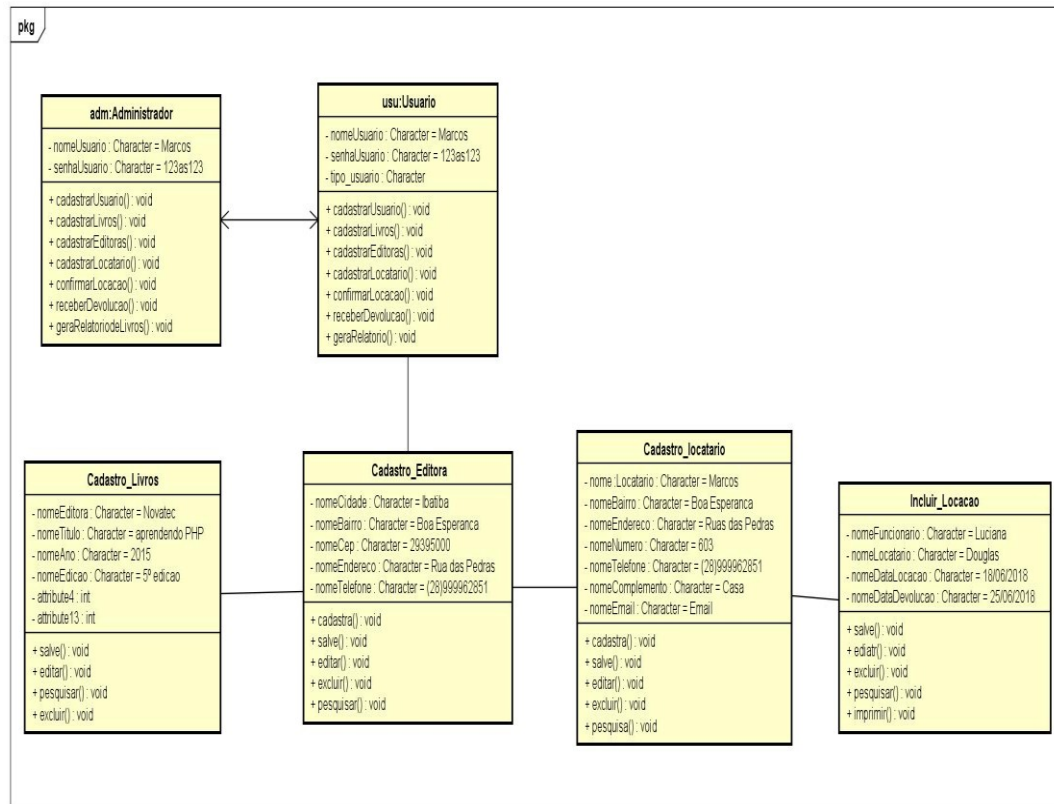 pkg
adm:Administrador
- nomeUsuario : Character = Marcos
- senhaUsuario : Character = 123as123
+ cadastrarUsuario() : void
+ cadastrarLivros() : void
+ cadastrarEditoras() : void
+ cadastrarLocatario() : void
+ confirmarLocacao() : void
+ receberDevolucao() : void
+ geraRelatoriodeLivros() : void
usu:Usuario
- nomeUsuario : Character = Marcos
- senhaUsuario : Character = 123as123
- tipo_usuario : Character
+ cadastrarUsuario() : void
+ cadastrarLivros() : void
+ cadastrarEditoras() : void
+ cadastrarLocatario() : void
+ confirmarLocacao() : void
+ receberDevolucao() : void
+ geraRelatorio() : void
Cadastro_Livros
- nomeEditora : Character = Novatec
- nomeTitulo : Character = aprendendo PHP
- nomeAno : Character = 2015
- nomeEdicao : Character = 5º edicao
- attribute4 : int
- attribute13 : int
+ salve() : void
+ editar() : void
+ pesquisar() : void
+ excluir() : void
Cadastro_Editora
- nomeCidade : Character = Ibatiba
- nomeBairro : Character = Boa Esperanca
- nomeCep : Character = 29395000
- nomeEndereco : Character = Rua das Pedras
- nomeTelefone : Character = (28)999962851
+ cadastra() : void
+ salve() : void
+ editar() : void
+ excluir() : void
+ pesquisar() : void
Cadastro_locatario
- nome :Locatario : Character = Marcos
- nomeBairro : Character = Boa Esperanca
- nomeEndereco : Character = Ruas das Pedras
- nomeNumero : Character = 603
- nomeTelefone : Character = (28)999962851
- nomeComplemento : Character = Casa
- nomeEmail : Character = Email
+ cadastra() : void
+ salve() : void
+ editar() : void
+ excluir() : void
+ pesquisa() : void
Incluir_Locacao
- nomeFuncionario : Character = Luciana
- nomeLocatario : Character = Douglas
- nomeDataLocacao : Character = 18/06/2018
- nomeDataDevolucao : Character = 25/06/2018
+ salve() : void
+ ediatr() : void
+ excluir() : void
+ pesquisar() : void
+ imprimir() : void